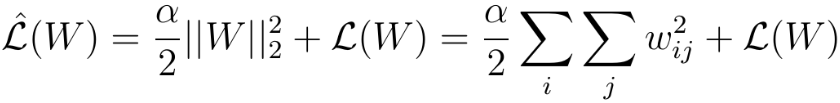 $\hat{\mathcal{L}}(W) = \frac{\alpha}{2}||W||_2^2 + \mathcal{L}(W) = \frac{\alpha}{2}\sum_i \sum_j w_{ij}^2 + \mathcal{L}(W)$